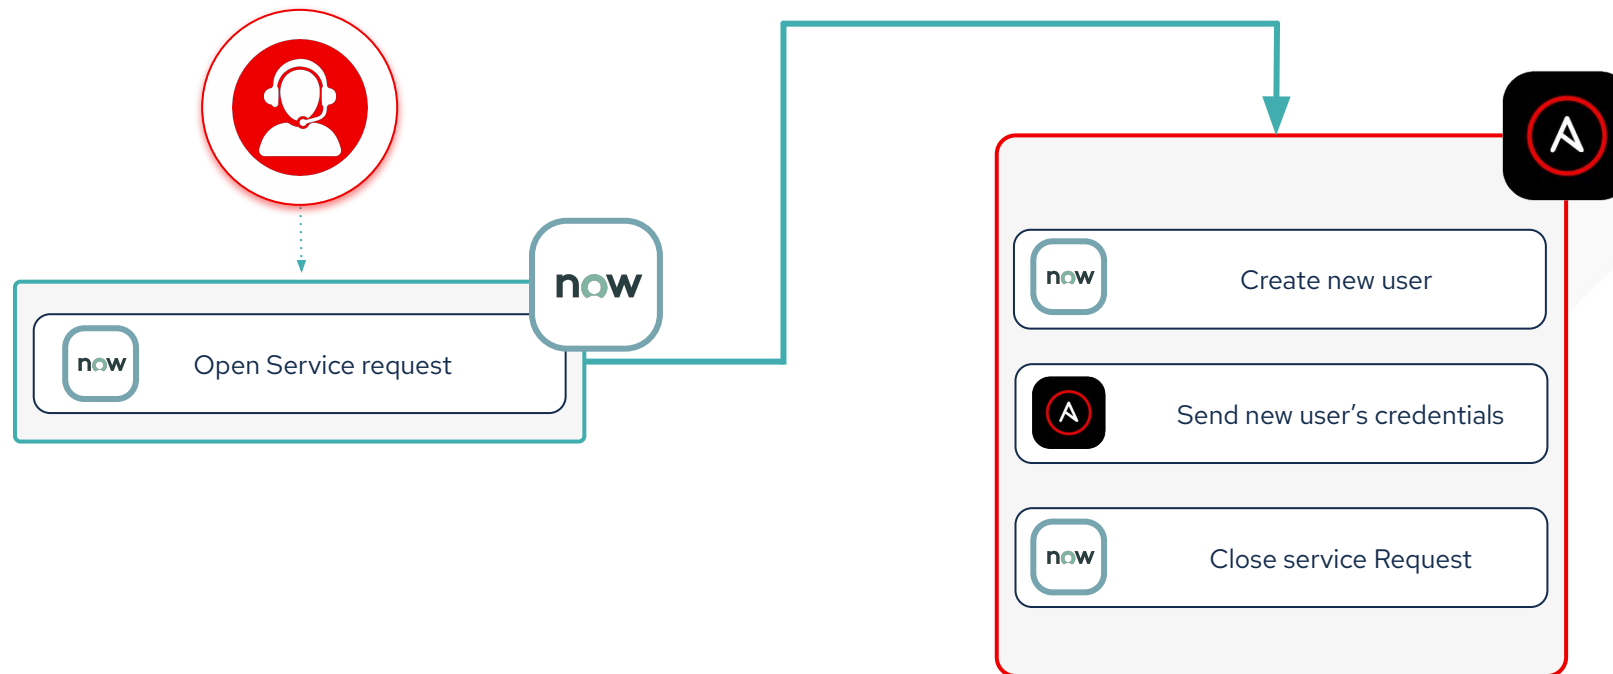 now
now
Open Service request
now
Create new user
Send new user’s credentials
now
Close service Request